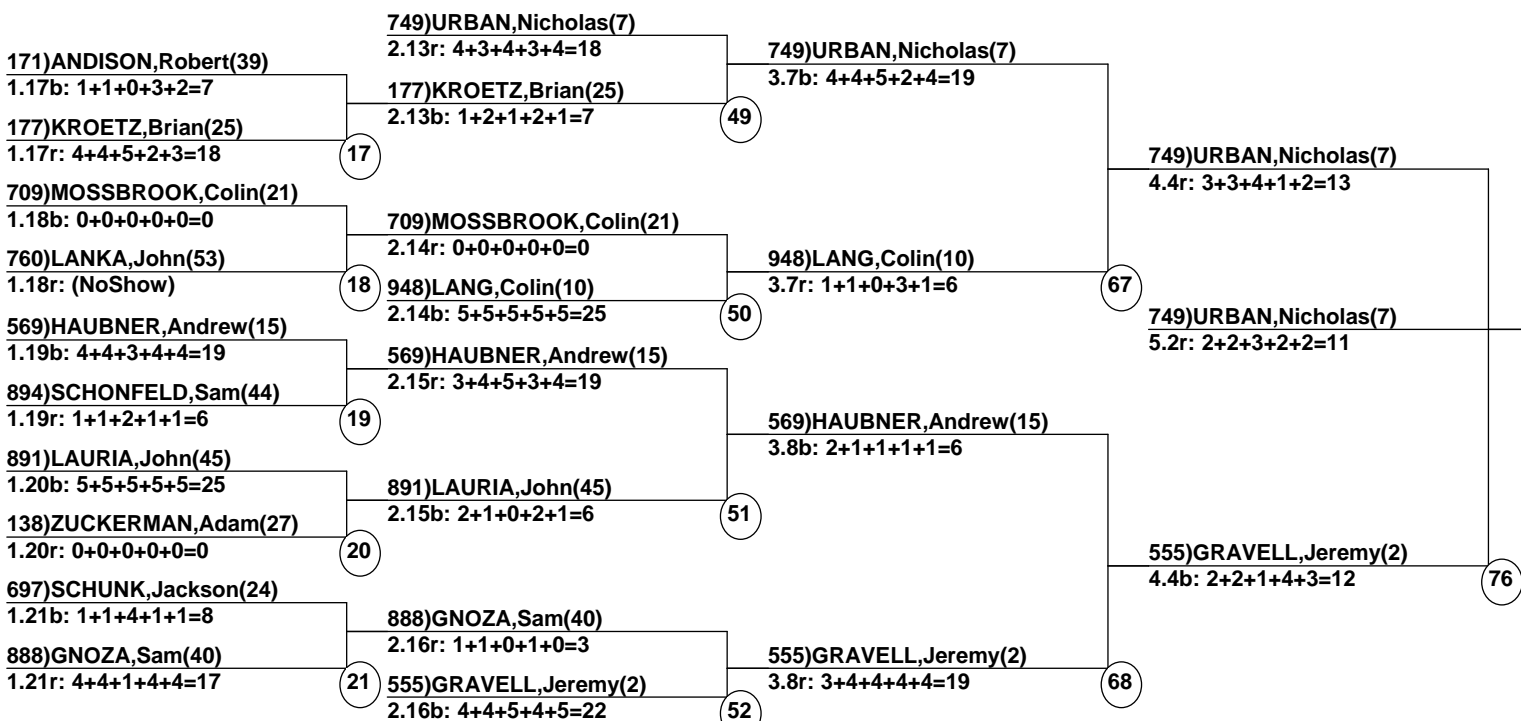 171)ANDISON,Robert(39)
1.17b: 1+1+0+3+2=7
177)KROETZ,Brian(25)
1.17r: 4+4+5+2+3=18
17
709)MOSSBROOK,Colin(21)
1.18b: 0+0+0+0+0=0
760)LANKA,John(53)
1.18r: (NoShow)
18
569)HAUBNER,Andrew(15)
1.19b: 4+4+3+4+4=19
894)SCHONFELD,Sam(44)
1.19r: 1+1+2+1+1=6
19
891)LAURIA,John(45)
1.20b: 5+5+5+5+5=25
138)ZUCKERMAN,Adam(27)
1.20r: 0+0+0+0+0=0
20
697)SCHUNK,Jackson(24)
1.21b: 1+1+4+1+1=8
888)GNOZA,Sam(40)
1.21r: 4+4+1+4+4=17
21
749)URBAN,Nicholas(7)
2.13r: 4+3+4+3+4=18
177)KROETZ,Brian(25)
2.13b: 1+2+1+2+1=7
49
709)MOSSBROOK,Colin(21)
2.14r: 0+0+0+0+0=0
948)LANG,Colin(10)
2.14b: 5+5+5+5+5=25
50
569)HAUBNER,Andrew(15)
2.15r: 3+4+5+3+4=19
891)LAURIA,John(45)
2.15b: 2+1+0+2+1=6
51
888)GNOZA,Sam(40)
2.16r: 1+1+0+1+0=3
555)GRAVELL,Jeremy(2)
2.16b: 4+4+5+4+5=22
52
749)URBAN,Nicholas(7)
3.7b: 4+4+5+2+4=19
948)LANG,Colin(10)
3.7r: 1+1+0+3+1=6
67
569)HAUBNER,Andrew(15)
3.8b: 2+1+1+1+1=6
555)GRAVELL,Jeremy(2)
3.8r: 3+4+4+4+4=19
68
749)URBAN,Nicholas(7)
4.4r: 3+3+4+1+2=13
749)URBAN,Nicholas(7)
5.2r: 2+2+3+2+2=11
555)GRAVELL,Jeremy(2)
4.4b: 2+2+1+4+3=12
76